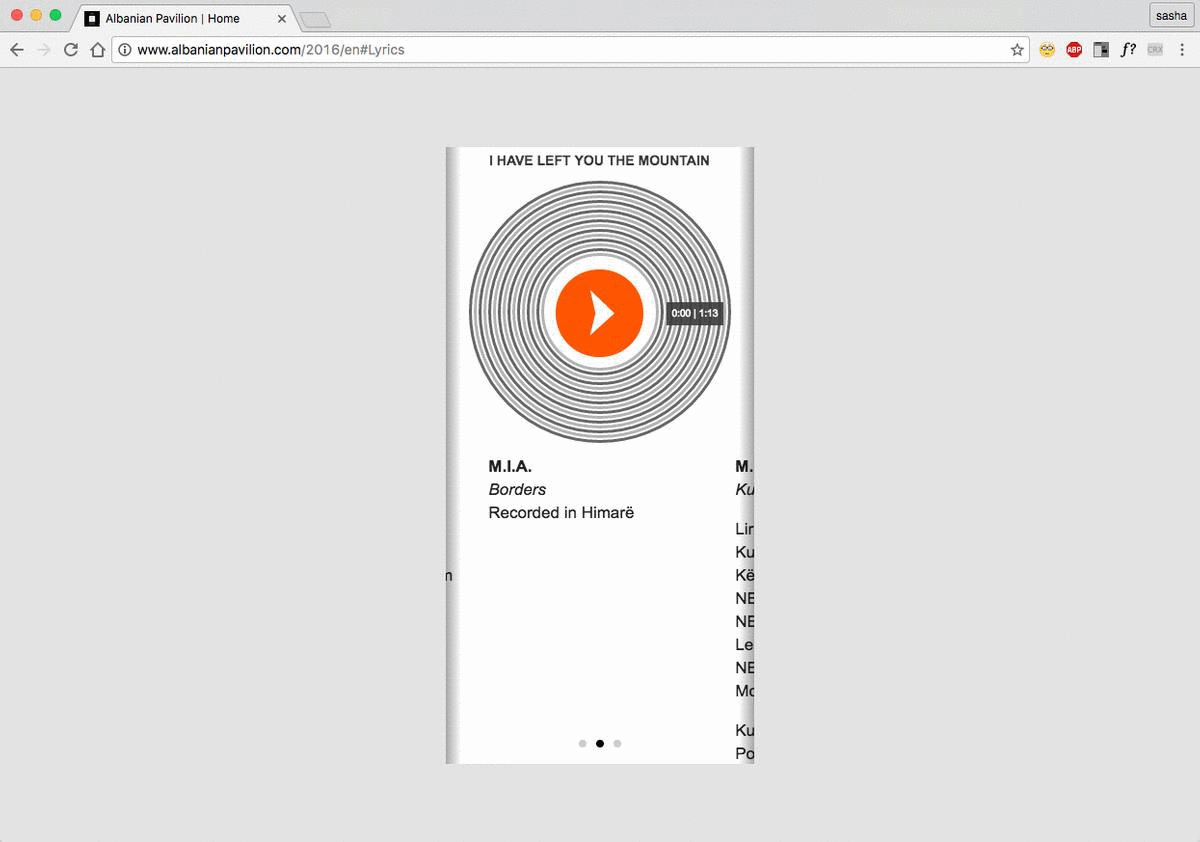 Albanian Pavilion | Home
sasha
www.albanianpavilion.com/2016/en#Lyrics
ABP
f?
CRX
I HAVE LEFT YOU THE MOUNTAIN
0:00 | 1:13
M.I.A.
Borders
Recorded in Himarë
m
M.
Ku
Lir
Ku
Kë
NE
NE
Le
NE
Mo
Ku
Po